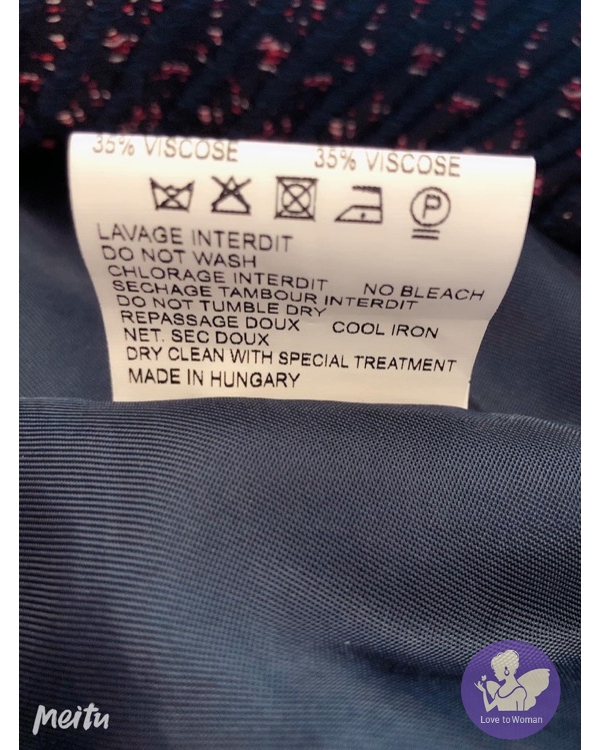 35% VISCOSE 35% VISCOSE
P
LAVAGE INTERDIT
DO NOT WASH
CHLORAGE INTERDIT NO BLEACH
SECHAGE TAMBOUR INTERDIT
DO NOT TUMBLE DRY
REPASSAGE DOUX COOL IRON
NET. SEC DOUX
DRY CLEAN WITH SPECIAL TREATMENT
MADE IN HUNGARY
meitu
Love to Woman